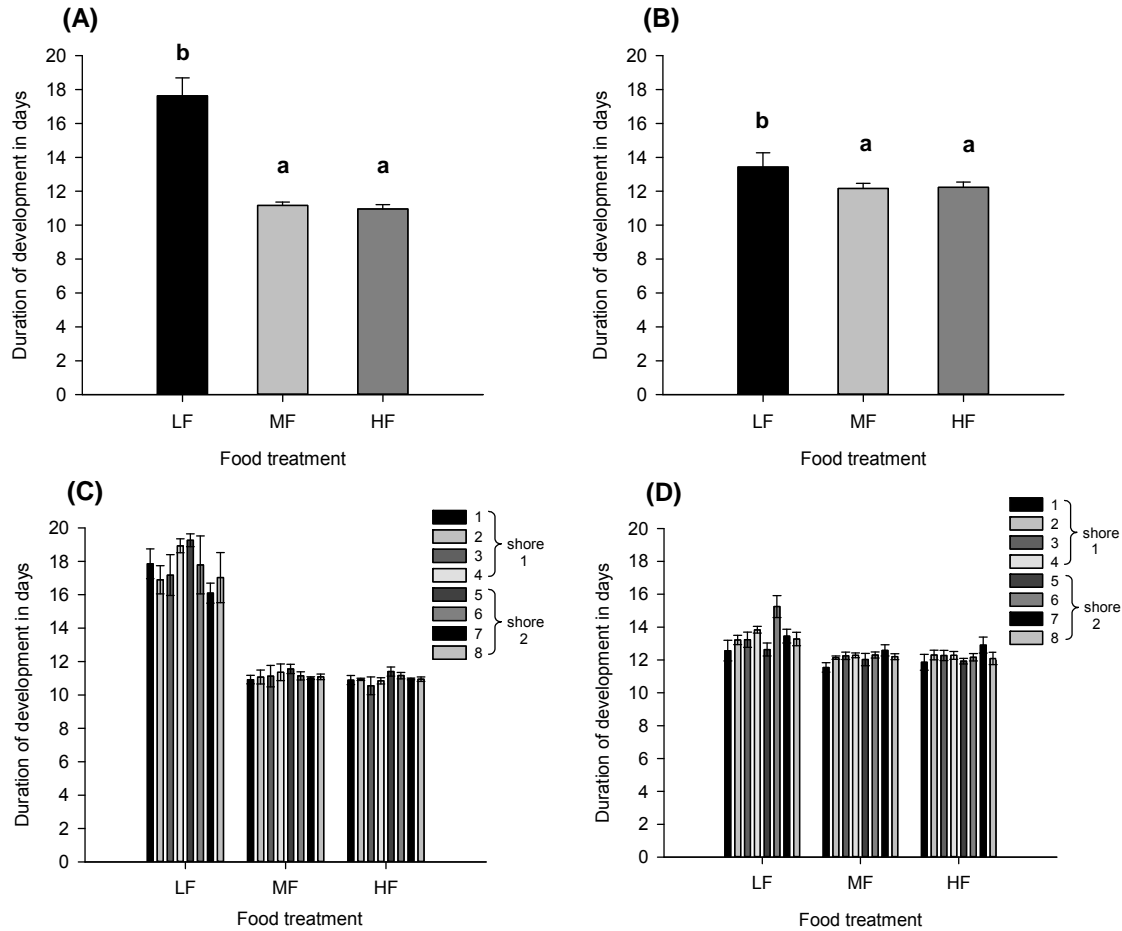 (A)
Duration of development in days
20
18
16
14
12
10
8
6
4
2
0
b
a
a
LF
MF
HF
Food treatment
(B)
Duration of development in days
20
18
16
14
12
10
8
6
4
2
0
b
a
a
LF
MF
HF
Food treatment
(C)
Duration of development in days
20
18
16
14
12
10
8
6
4
2
0
1
2
3
4
shore
1
5
6
7
8
shore
2
LF
MF
HF
Food treatment
(D)
Duration of development in days
20
18
16
14
12
10
8
6
4
2
0
1
2
3
4
shore
1
5
6
7
8
shore
2
LF
MF
HF
Food treatment